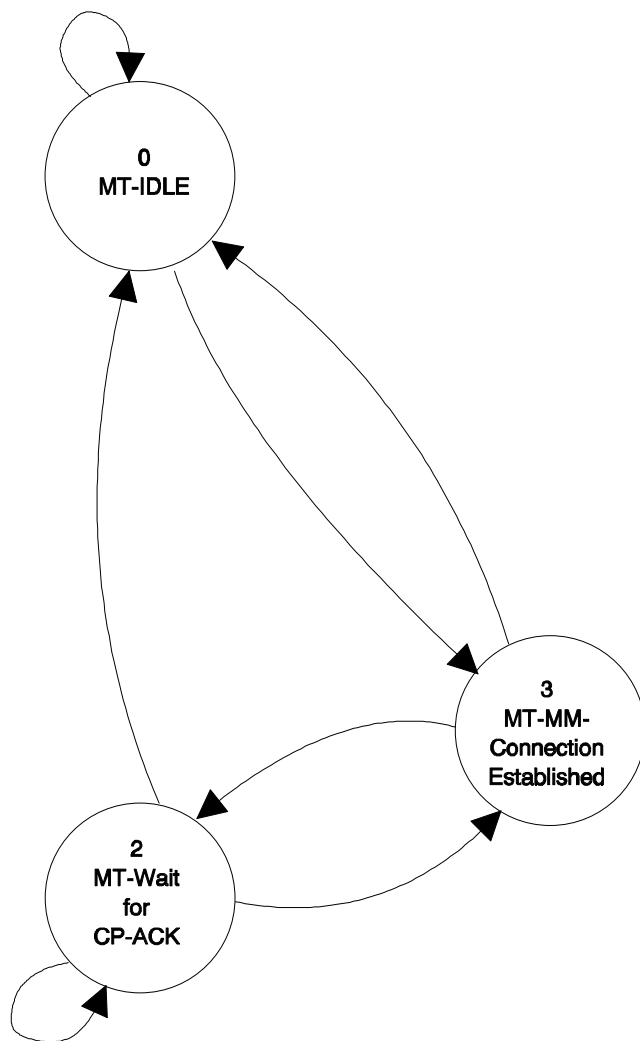 0
MT-IDLE
3
MT-MM-
Connection
Established
2
MT-Wait
for
CP-ACK